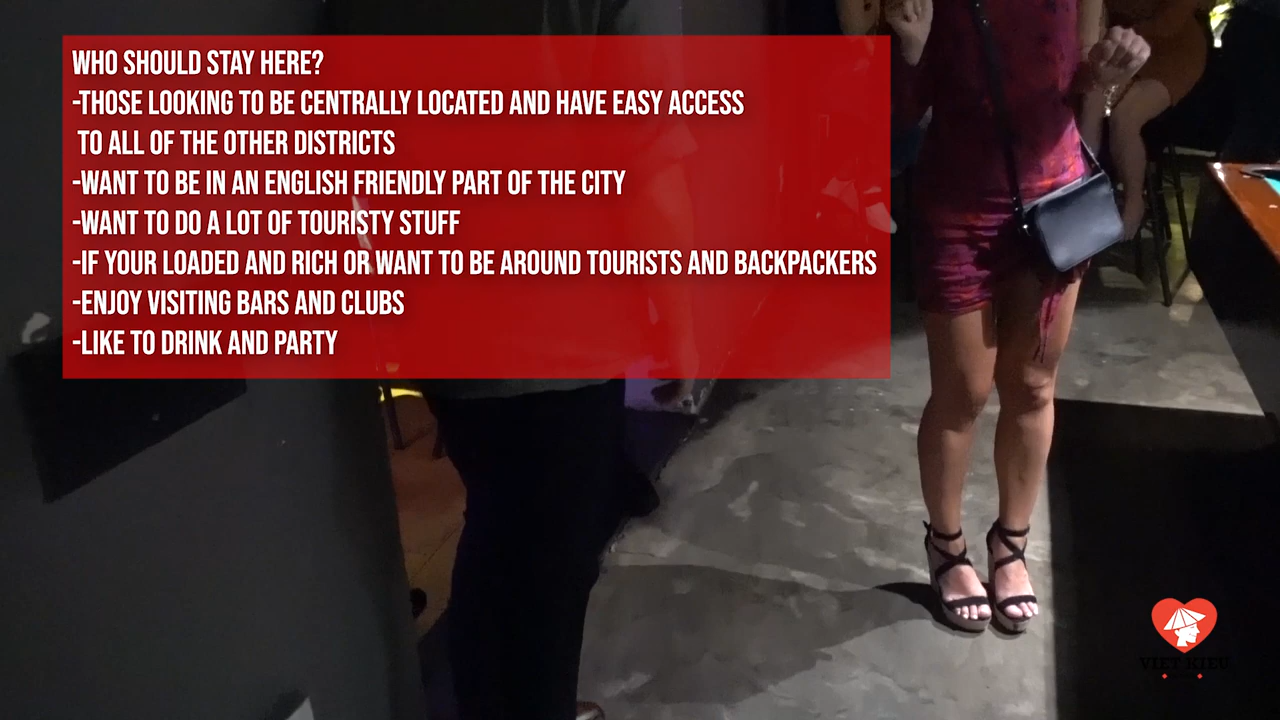 WHO SHOULD STAY HERE?
-THOSE LOOKING TO BE CENTRALLY LOCATED AND HAVE EASY ACCESS
TO ALL OF THE OTHER DISTRICTS
-WANT TO BE IN AN ENGLISH FRIENDLY PART OF THE CITY
-WANT TO DO A LOT OF TOURISTY STUFF
-IF YOUR LOADED AND RICH OR WANT TO BE AROUND TOURISTS AND BACKPACKERS
-ENJOY VISITING BARS AND CLUBS
-LIKE TO DRINK AND PARTY
VIET KIEU